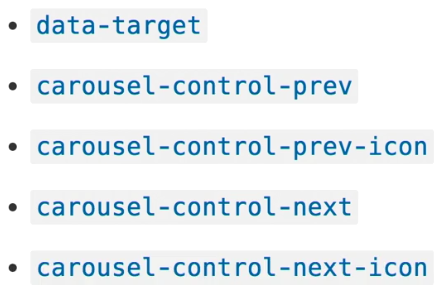 data-target
carousel-control-prev
carousel-control-prev-icon
carousel-control-next
carousel-control-next-icon